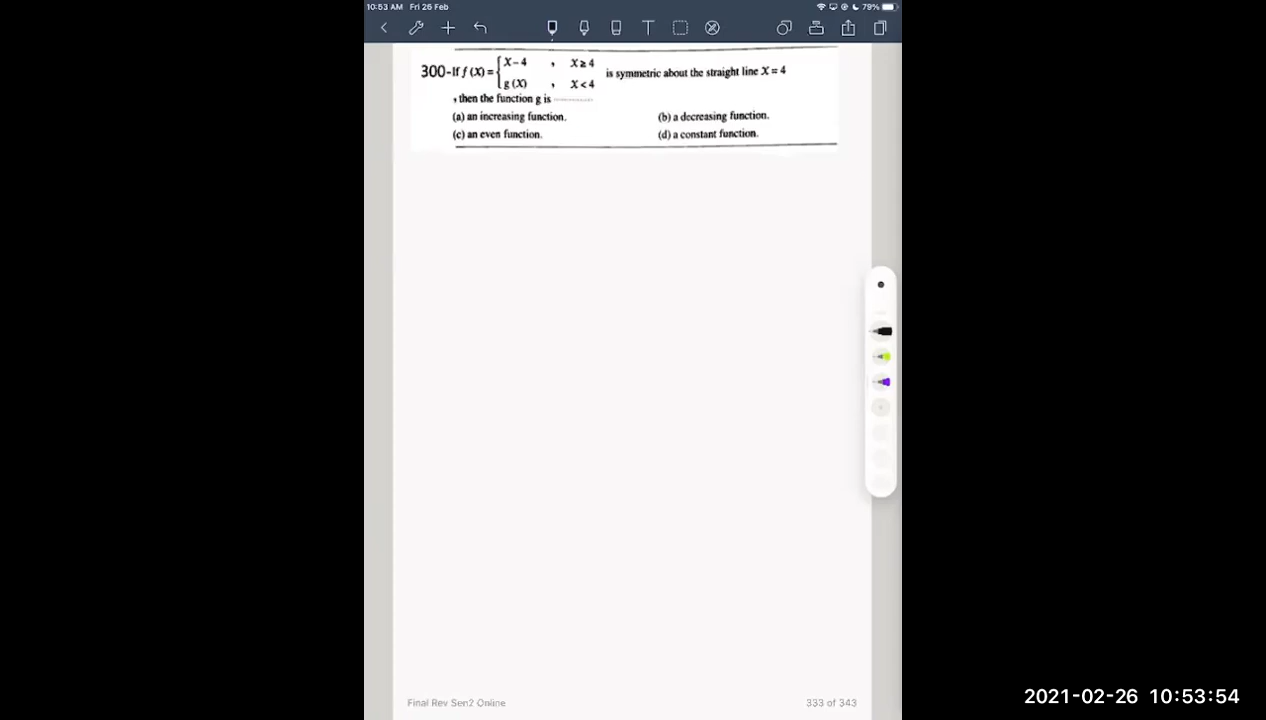 10:53 AM Fri 26 Feb
79%
300-If f (X) = { X-4 , X ≥ 4
g (X) , X < 4
is symmetric about the straight line X = 4
, then the function g is ............
(a) an increasing function.
(b) a decreasing function.
(c) an even function.
(d) a constant function.
Final Rev Sen2 Online
333 of 343
2021-02-26 10:53:54